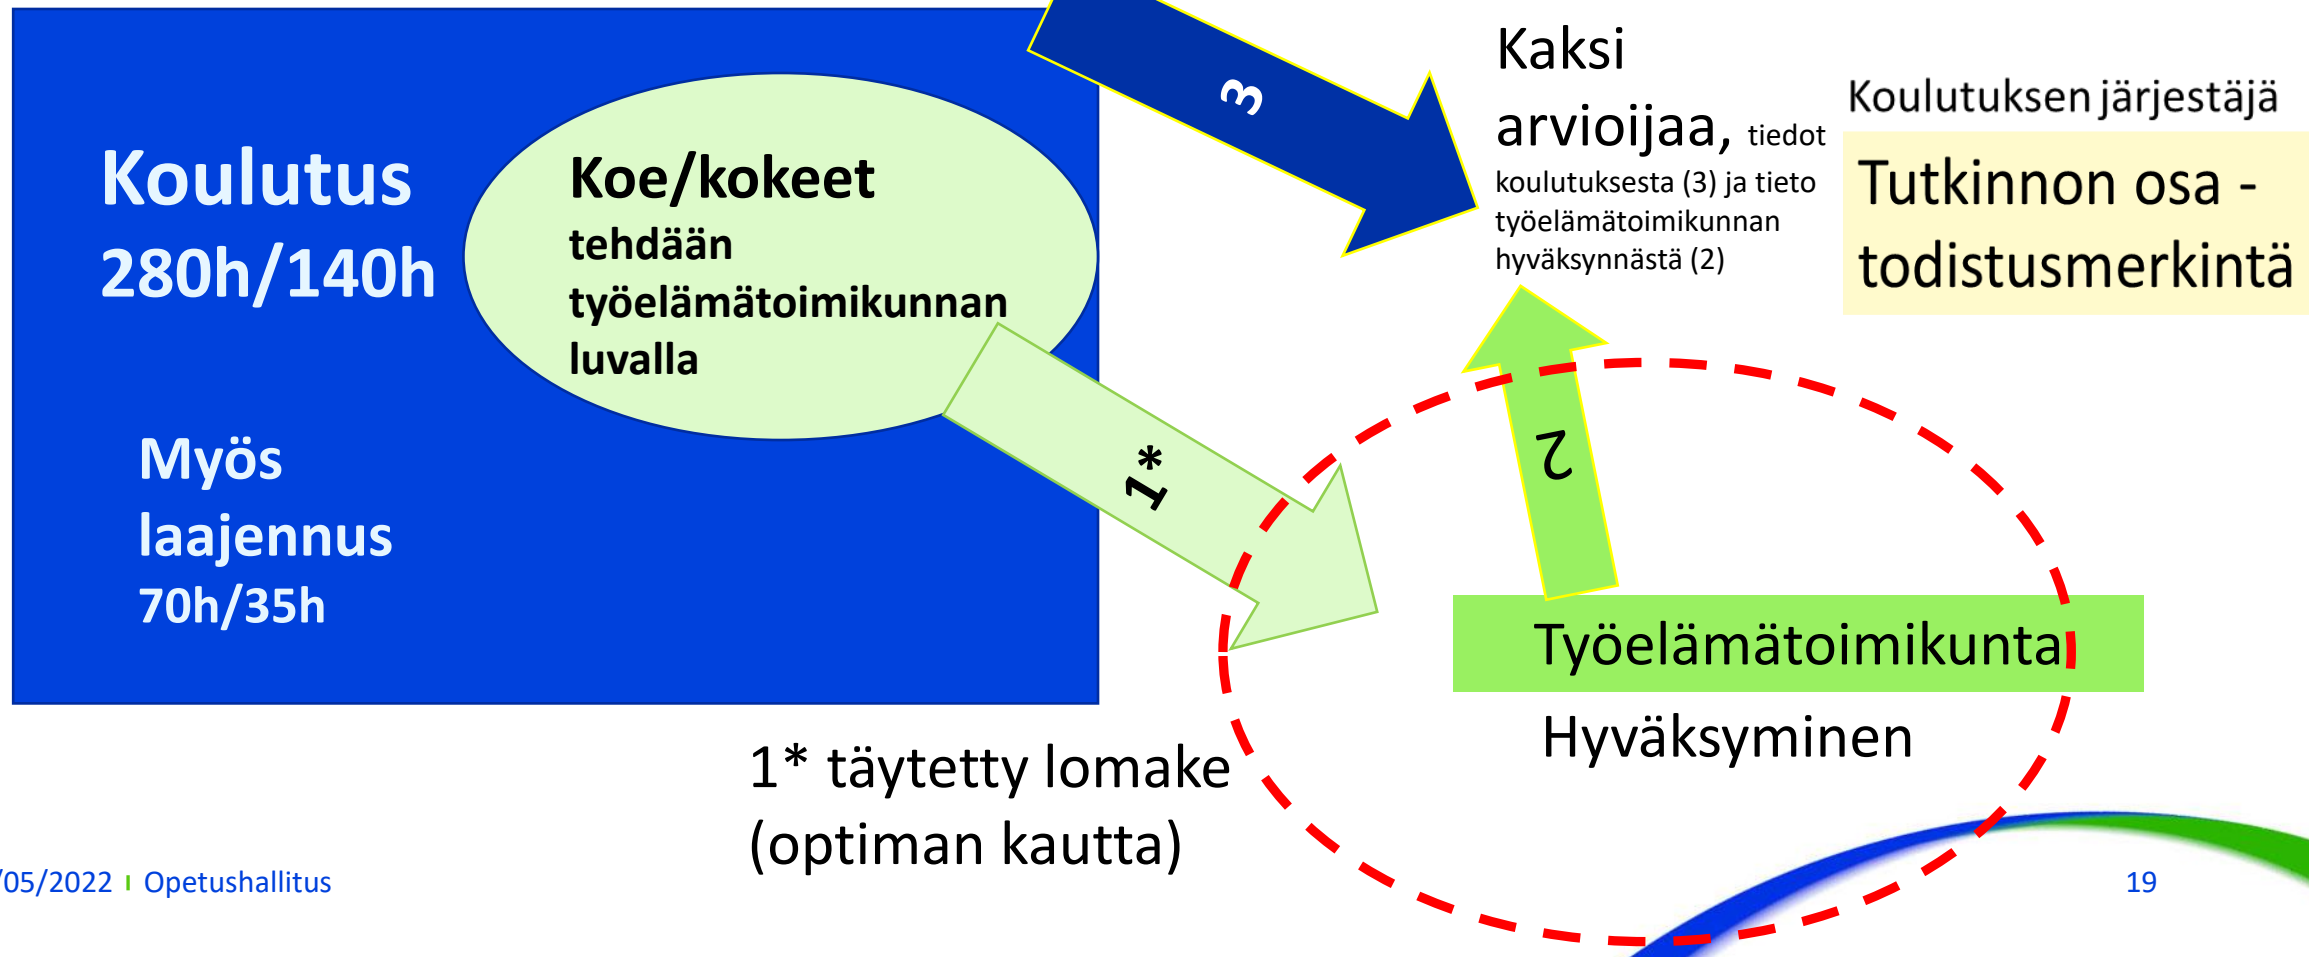 Koulutus
280h/140h
Myös
laajennus
70h/35h
Koe/kokeet
tehdään
työelämätoimikunnan
luvalla
3
1*
2
Kaksi
arvioijaa, tiedot
koulutuksesta (3) ja tieto
työelämätoimikunnan
hyväksynnästä (2)
Koulutuksen järjestäjä
Tutkinnon osa -
todistusmerkintä
Työelämätoimikunta
Hyväksyminen
1* täytetty lomake
(optiman kautta)
/05/2022 Opetushallitus
19